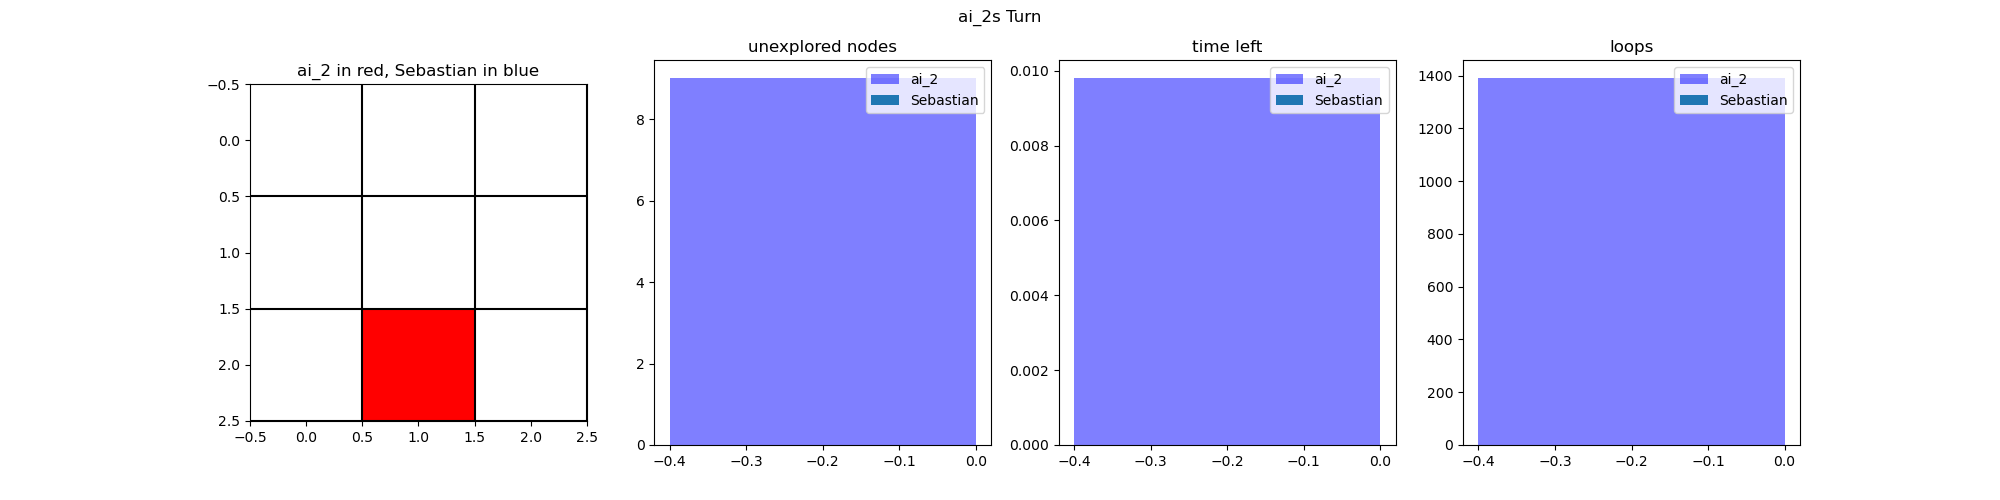 ai_2s Turn
ai_2 in red, Sebastian in blue
−0.5
0.0
0.5
1.0
1.5
2.0
2.5
−0.5 0.0 0.5 1.0 1.5 2.0 2.5
unexplored nodes
ai_2
Sebastian
8
6
4
2
0
−0.4 −0.3 −0.2 −0.1 0.0
time left
ai_2
Sebastian
0.010
0.008
0.006
0.004
0.002
0.000
−0.4 −0.3 −0.2 −0.1 0.0
loops
ai_2
Sebastian
1400
1200
1000
800
600
400
200
0
−0.4 −0.3 −0.2 −0.1 0.0